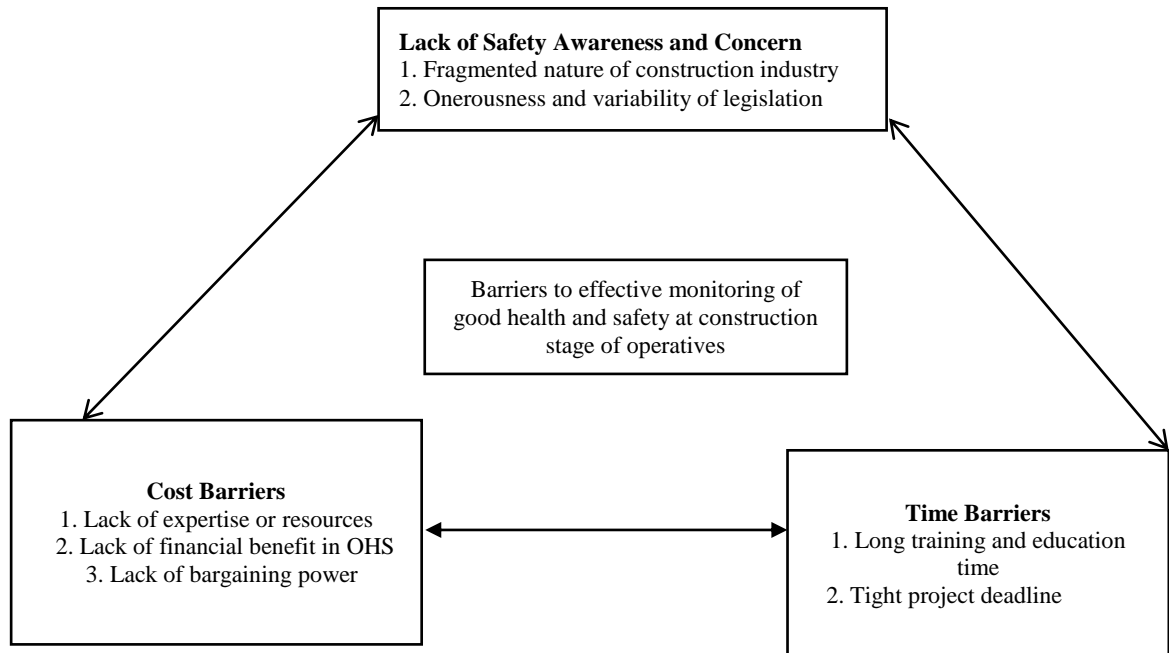 Lack of Safety Awareness and Concern
1. Fragmented nature of construction industry
2. Onerousness and variability of legislation
Barriers to effective monitoring of
good health and safety at construction
stage of operatives
Cost Barriers
1. Lack of expertise or resources
2. Lack of financial benefit in OHS
3. Lack of bargaining power
Time Barriers
1. Long training and education
time
2. Tight project deadline